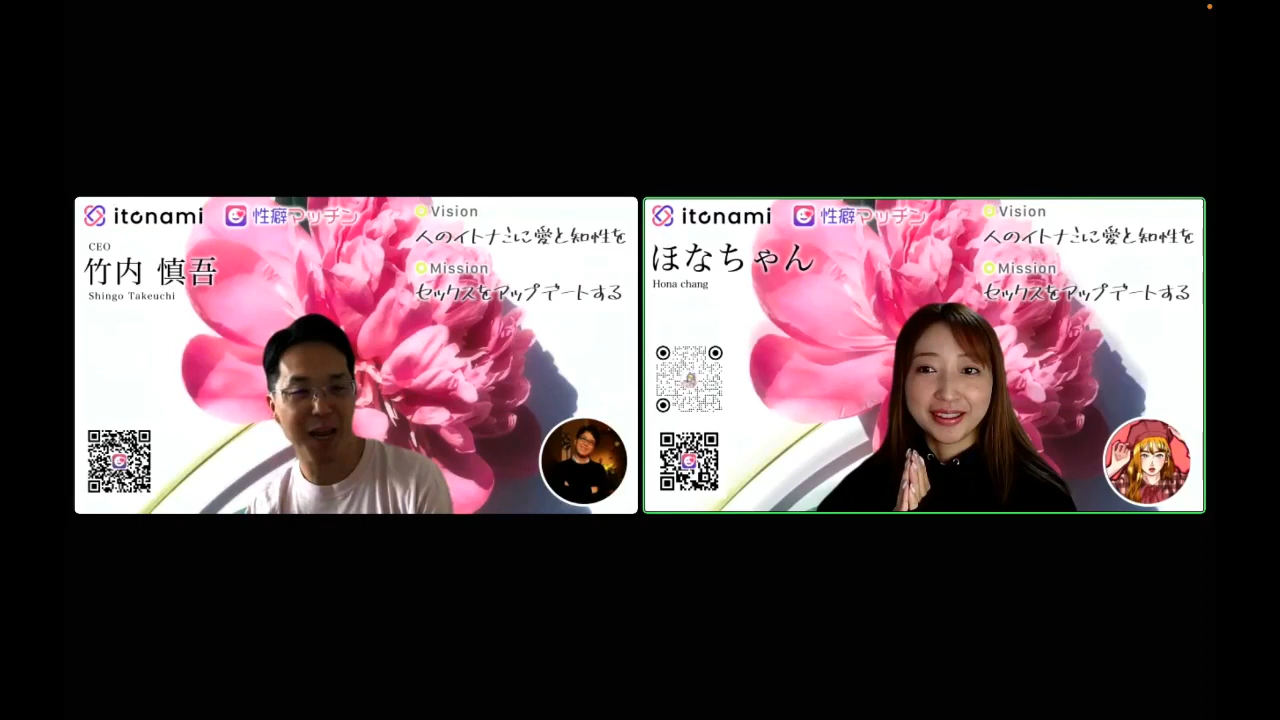 itonami 性癖マッチン
CEO
竹内 慎吾
Shingo Takeuchi
Vision
人のイトナミに愛と知性を
Mission
セックスをアップデートする
itonami 性癖マッチン
ほなちゃん
Hona chang
Vision
人のイトナミに愛と知性を
Mission
セックスをアップデートする